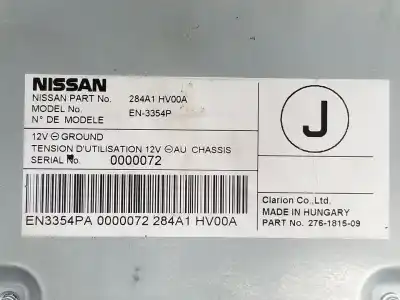 NISSAN
NISSAN PART No. 284A1 HV00A
MODEL No. EN-3354P
N° DE MODELE
12V ⊖ GROUND
TENSION D'UTILISATION 12V ⊖ AU CHASSIS
SERIAL No. 0000072
EN3354PA 0000072 284A1 HV00A
J
Clarion Co.,Ltd.
MADE IN HUNGARY
PART No. 276-1815-09